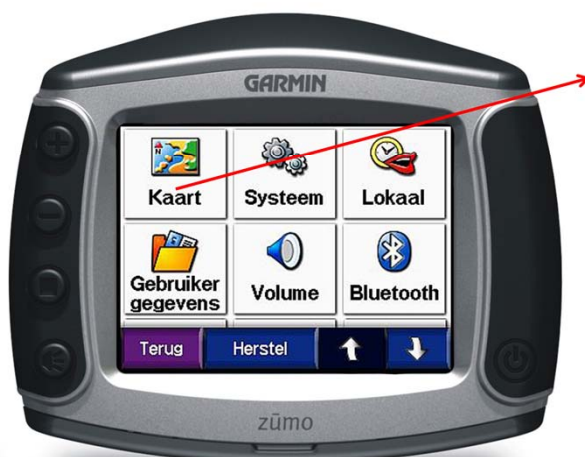 GARMIN
Kaart
Systeem
Lokaal
Gebruiker
gegevens
Volume
Bluetooth
Terug
Herstel
zūmo